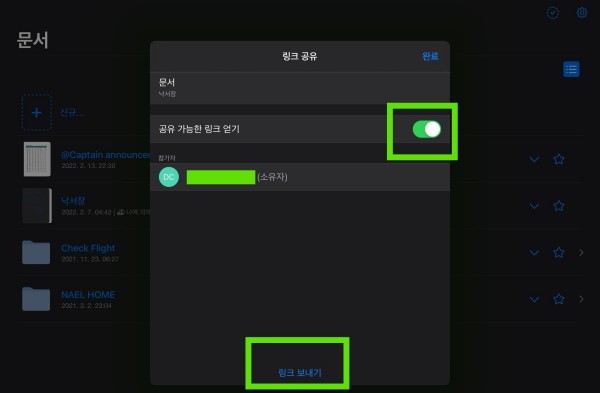 문서
링크 공유
완료
문서
낙서장
공유 가능한 링크 얻기
참가자
DC
(소유자)
링크 보내기
신규...
@Captain announcem
2022. 2. 13. 22:20
낙서장
2022. 2. 7. 04:42
Check Flight
2021. 11. 23. 06:27
NAEL HOME
2021. 3. 2. 23:04